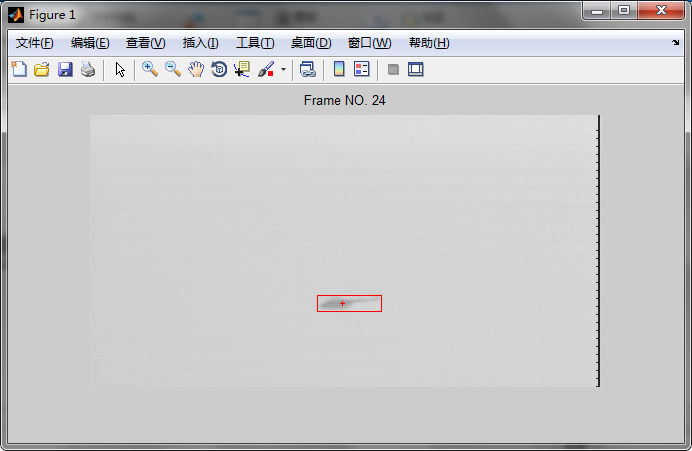 Figure 1
文件(F) 编辑(E) 查看(V) 插入(I) 工具(T) 桌面(D) 窗口(W) 帮助(H)
Frame NO. 24